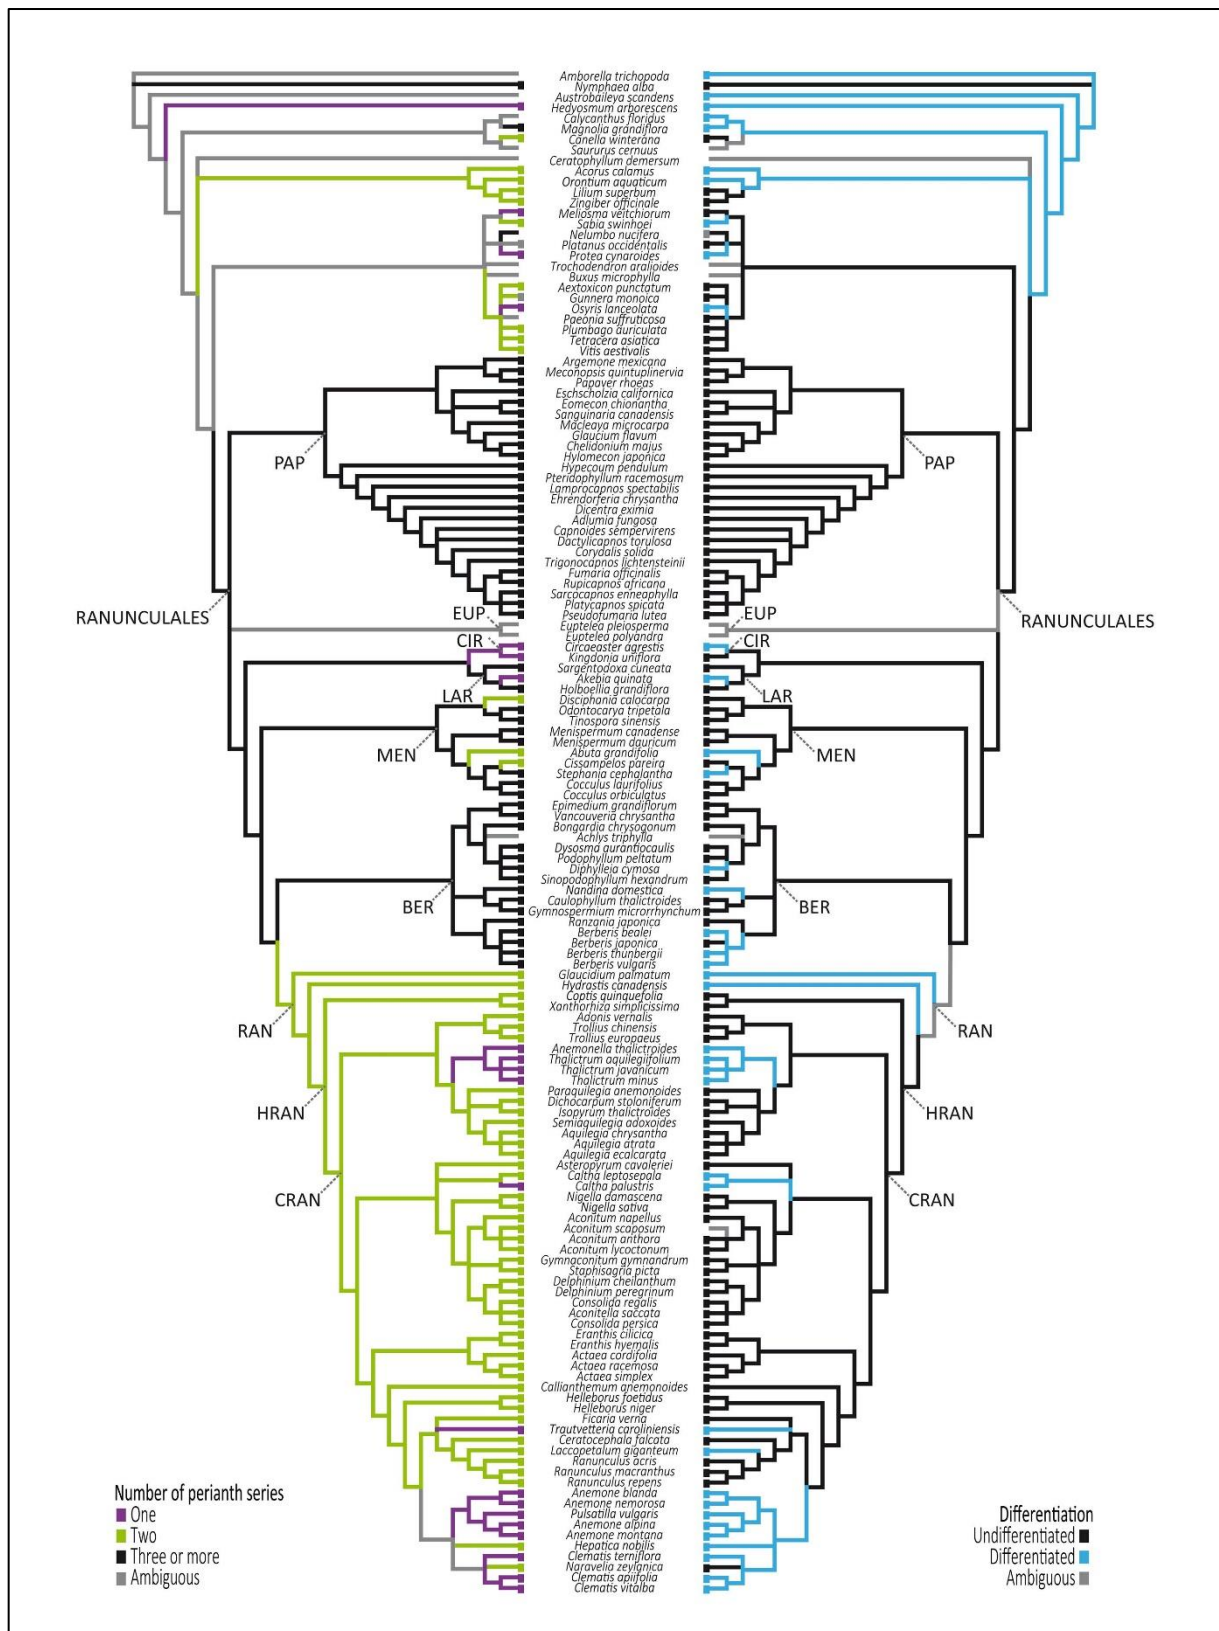 Amborella trichopoda
Nymphaea alba
Austrobaileya scandens
Hedyosmum arborescens
Calycanthus floridus
Magnolia grandiflora
Canella winterana
Saururus cernuus
Ceratophyllum demersum
Acorus calamus
Orontium aquaticum
Lilium superbum
Zingiber officinale
Meliosma veitchiorum
Sabia swinhoei
Nelumbo nucifera
Platanus occidentalis
Protea cynaroides
Trochodendron aralioides
Buxus microphylla
Aextoxicon punctatum
Gunnera monoica
Osyris lanceolata
Paeonia suffruticosa
Plumbago auriculata
Tetracera asiatica
Vitis aestivalis
Argemone mexicana
Meconopsis quintuplinervia
Papaver rhoeas
Eschscholzia californica
Eomecon chionantha
Sanguinaria canadensis
Macleaya microcarpa
Glaucium flavum
Chelidonium majus
Hylomecon japonica
PAP
PAP
Hypecoum pendulum
Pteridophyllum racemosum
Lamprocapnos spectabilis
Ehrendorferia chrysantha
Dicentra eximia
Adlumia fungosa
Capnoides sempervirens
Dactylicapnos torulosa
Corydalis solida
Trigonocapnos lichtensteinii
Fumaria officinalis
Rupicapnos africana
Sarcocapnos enneaphylla
Platycapnos spicata
Pseudofumaria lutea
RANUNCULALES
EUP
EUP
RANUNCULALES
Euptelea pleiosperma
Euptelea polyandra
CIR
CIR
Circaeaster agrestis
Kingdonia uniflora
Sargentodoxa cuneata
Akebia quinata
Holboellia grandiflora
LAR
LAR
Disciphania calocarpa
Odontocarya tripetala
Tinospora sinensis
Menispermum canadense
Menispermum dauricum
MEN
MEN
Abuta grandifolia
Cissampelos pareira
Stephania cephalantha
Cocculus laurifolius
Cocculus orbiculatus
Epimedium grandiflorum
Vancouveria chrysantha
Bongardia chrysogonum
Achlys triphylla
Dysosma aurantiocaulis
Podophyllum peltatum
Diphylleia cymosa
Sinopodophyllum hexandrum
Nandina domestica
Caulophyllum thalictroides
BER
BER
Gymnospermium microrrhynchum
Ranzania japonica
Berberis bealei
Berberis japonica
Berberis thunbergii
Berberis vulgaris
Glaucidium palmatum
Hydrastis canadensis
Coptis quinquefolia
Xanthorhiza simplicissima
Adonis vernalis
Trollius chinensis
RAN
RAN
Trollius europaeus
Anemonella thalictroides
Thalictrum aquilegiifolium
Thalictrum javanicum
Thalictrum minus
Paraquilegia anemonoides
Dichocarpum stoloniferum
Isopyrum thalictroides
HRAN
HRAN
Semiaquilegia adoxoides
Aquilegia chrysantha
Aquilegia atrata
Aquilegia ecalcarata
Asteropyrum cavaleriei
Caltha leptosepala
Caltha palustris
Nigella damascena
CRAN
CRAN
Nigella sativa
Aconitum napellus
Aconitum scaposum
Aconitum anthora
Aconitum lycoctonum
Gymnaconitum gymnandrum
Staphisagria picta
Delphinium cheilanthum
Delphinium peregrinum
Consolida regalis
Aconitella saccata
Consolida persica
Eranthis cilicica
Eranthis hyemalis
Actaea cordifolia
Actaea racemosa
Actaea simplex
Callianthemum anemonoides
Helleborus foetidus
Helleborus niger
Ficaria verna
Trautvetteria caroliniensis
Ceratocephala falcata
Laccopetalum giganteum
Ranunculus acris
Ranunculus macranthus
Ranunculus repens
Anemone blanda
Anemone nemorosa
Pulsatilla vulgaris
Anemone alpina
Anemone montana
Hepatica nobilis
Clematis terniflora
Naravelia zeylanica
Clematis apiifolia
Clematis vitalba
Number of perianth series
One
Two
Three or more
Ambiguous
Differentiation
Undifferentiated
Differentiated
Ambiguous